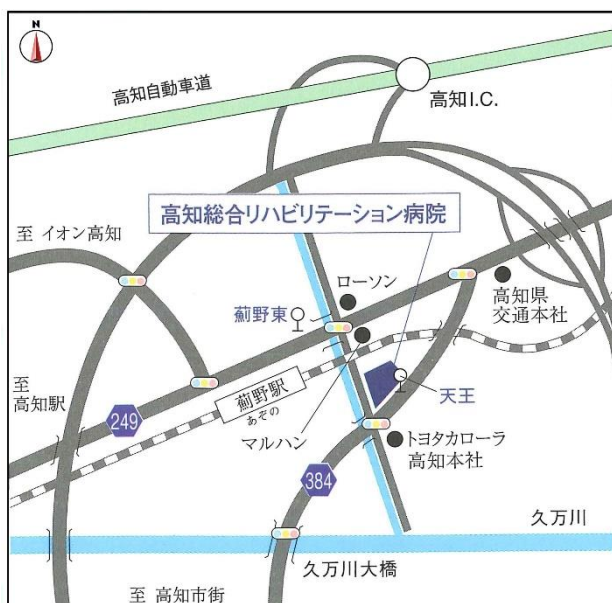 N
高知自動車道
高知I.C.
高知総合リハビリテーション病院
至 イオン高知
ローソン
高知県
交通本社
薊野東
至
高知駅
薊野駅
あぞの
天王
249
マルハン
トヨタカローラ
高知本社
384
久万川
久万川大橋
至 高知市街